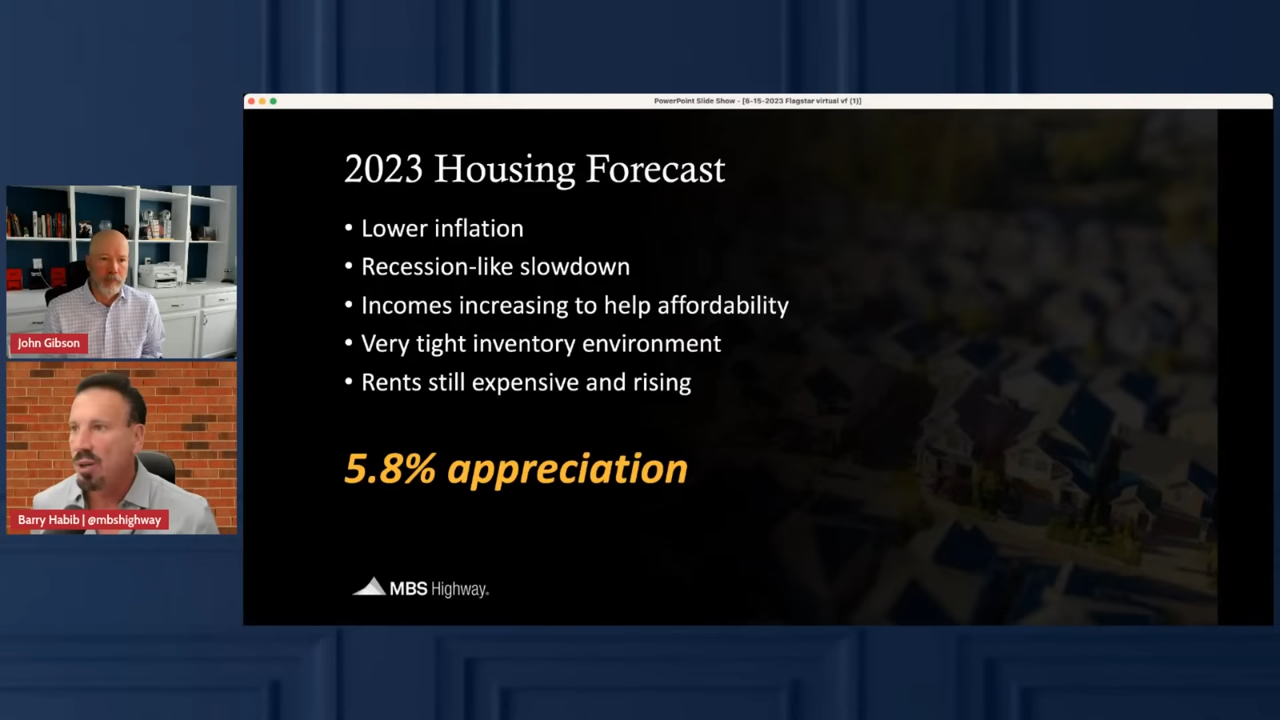 PowerPoint Slide Show - [6-15-2023 Flagstar virtual vf (1)]
2023 Housing Forecast
• Lower inflation
• Recession-like slowdown
• Incomes increasing to help affordability
• Very tight inventory environment
• Rents still expensive and rising
5.8% appreciation
MBS Highway
John Gibson
Barry Habib | @mbshighway